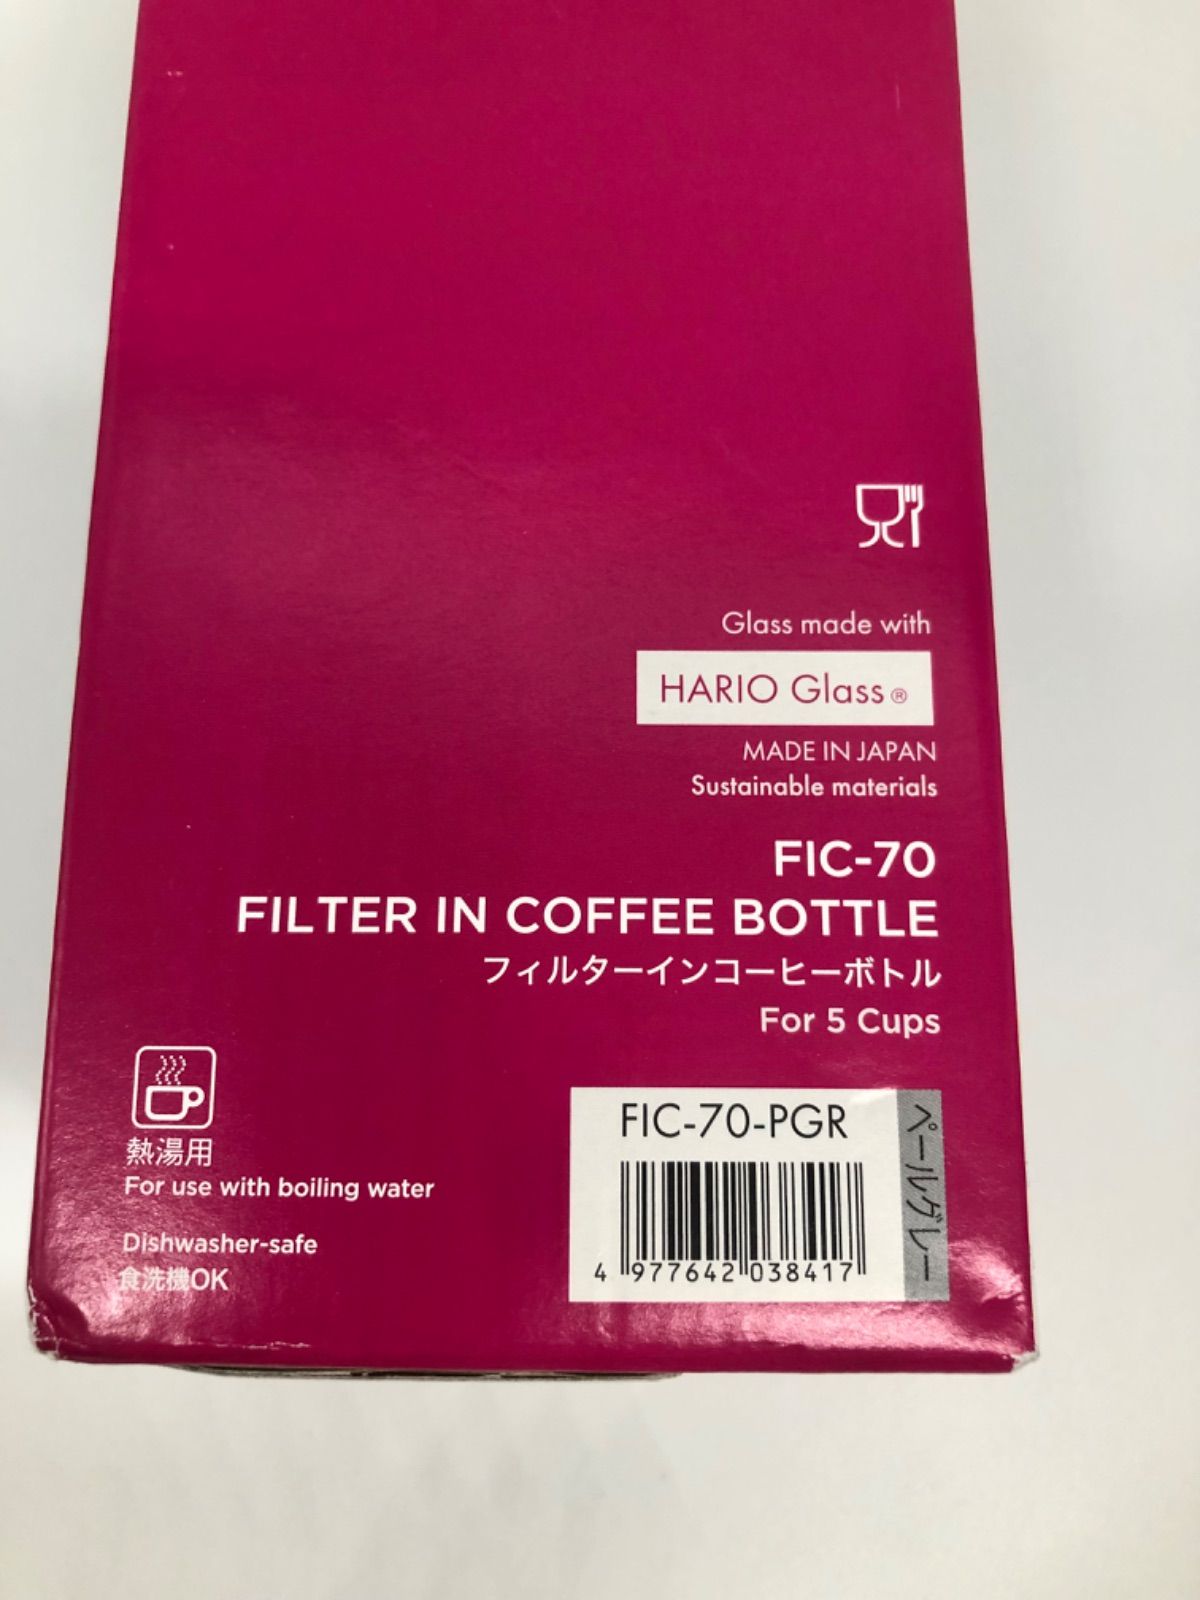 Glass made with
HARIO Glass®
MADE IN JAPAN
Sustainable materials
FIC-70
FILTER IN COFFEE BOTTLE
フィルターインコーヒーボトル
For 5 Cups
熱湯用
For use with boiling water
Dishwasher-safe
食洗機OK
FIC-70-PGR
ペールグレー
4 977642 038417